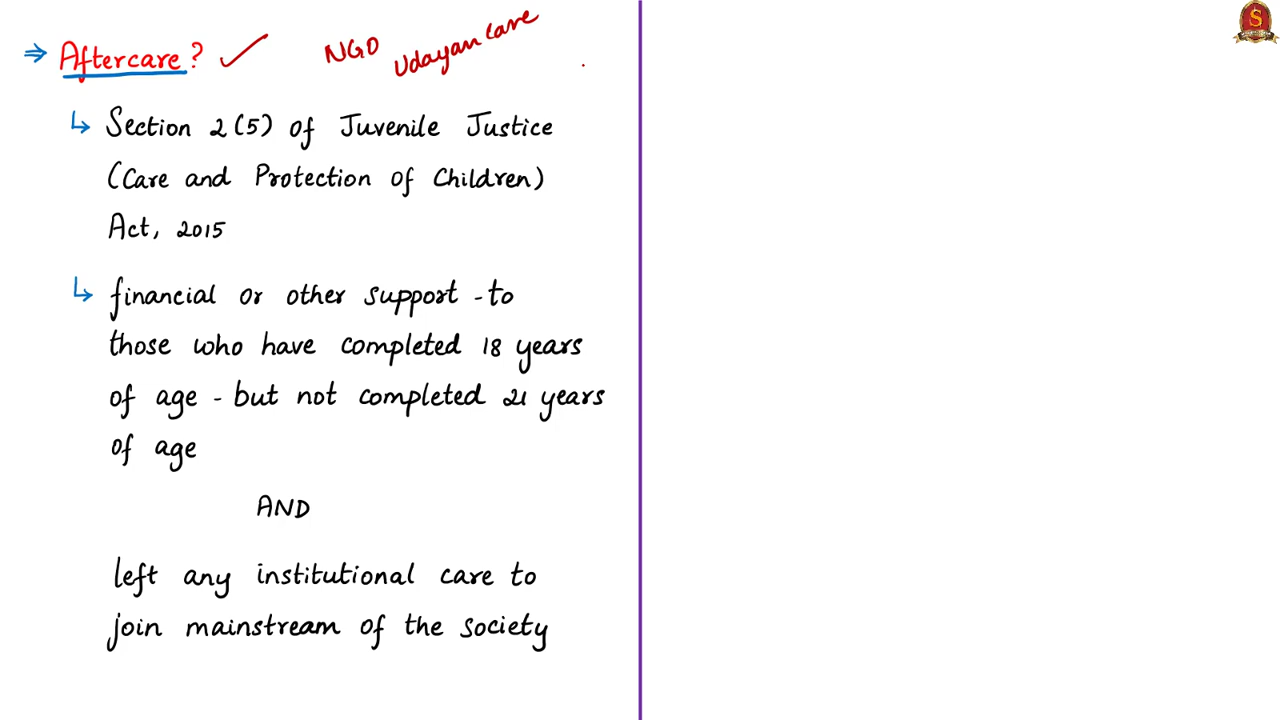 ⇒ Aftercare? ✓ NGO Udayan Care
↳ Section 2(5) of Juvenile Justice
(Care and Protection of Children)
Act, 2015
↳ financial or other support - to
those who have completed 18 years
of age - but not completed 21 years
of age
AND
left any institutional care to
join mainstream of the society
S